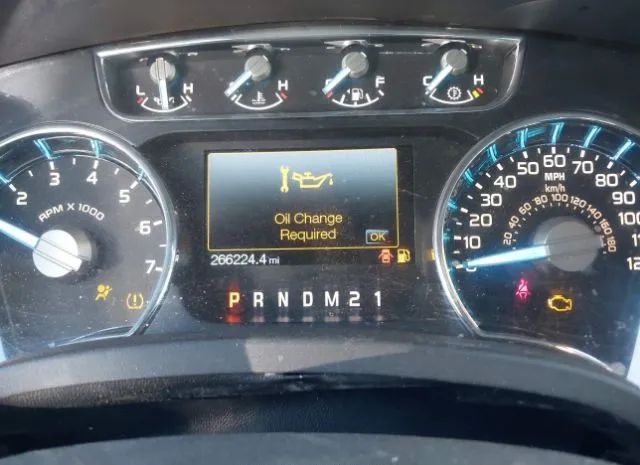 L H C H E F C H
2 3 4 5 6 7
RPM X 1000
Oil Change
Required
OK
266224.4 mi
P R N D M 2 1
5 10 20 30 40 50 60 70 80 90 100
MPH
km/h
20 40 60 80 100 120 140 160 180